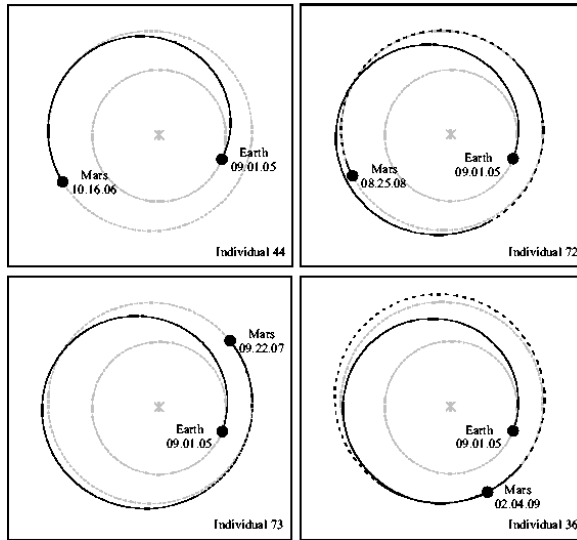 Earth
09.01.05
Mars
10.16.06
Individual 44
Earth
09.01.05
Mars
08.25.08
Individual 72
Mars
09.22.07
Earth
09.01.05
Individual 73
Earth
09.01.05
Mars
02.04.09
Individual 36